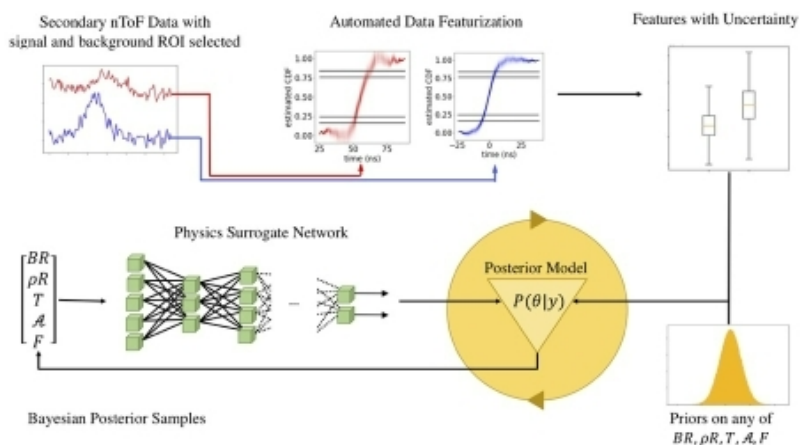 Secondary nToF Data with
signal and background ROI selected
Automated Data Featurization
Features with Uncertainty
estimated CDF
1.00
0.75
0.50
0.25
0.00
25
50
75
time (ns)
estimated CDF
1.00
0.75
0.50
0.25
0.00
−25
0
25
time (ns)
Physics Surrogate Network
BR
ρR
T
𝒜
F
...
Posterior Model
P(θ|y)
Bayesian Posterior Samples
Priors on any of
BR, ρR, T, 𝒜, F